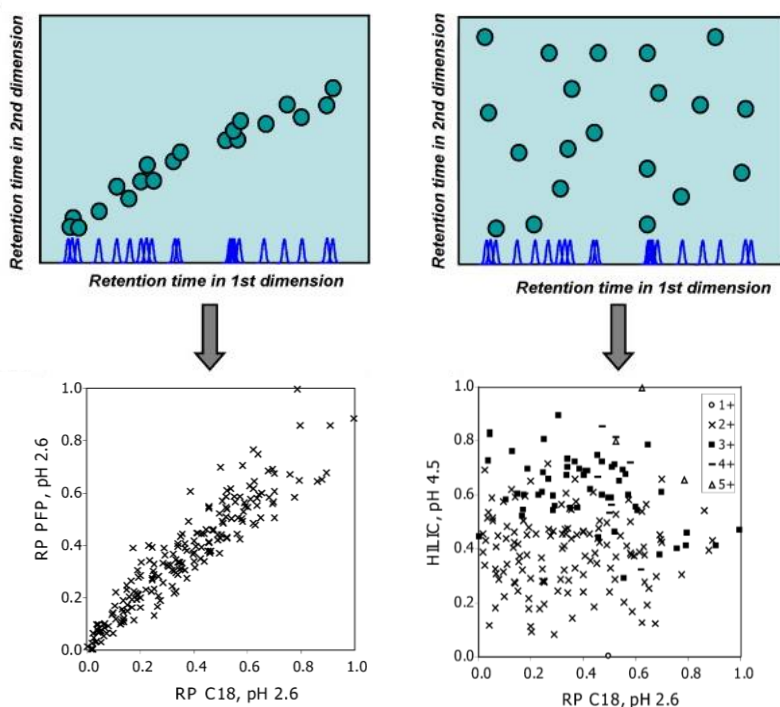 Retention time in 2nd dimension
Retention time in 1st dimension
Retention time in 2nd dimension
Retention time in 1st dimension
RP PFP, pH 2.6
1.0
0.8
0.6
0.4
0.2
0.0
0.0 0.2 0.4 0.6 0.8 1.0
RP C18, pH 2.6
HILIC, pH 4.5
1.0
0.8
0.6
0.4
0.2
0.0
1+
2+
3+
4+
5+
0.0 0.2 0.4 0.6 0.8 1.0
RP C18, pH 2.6